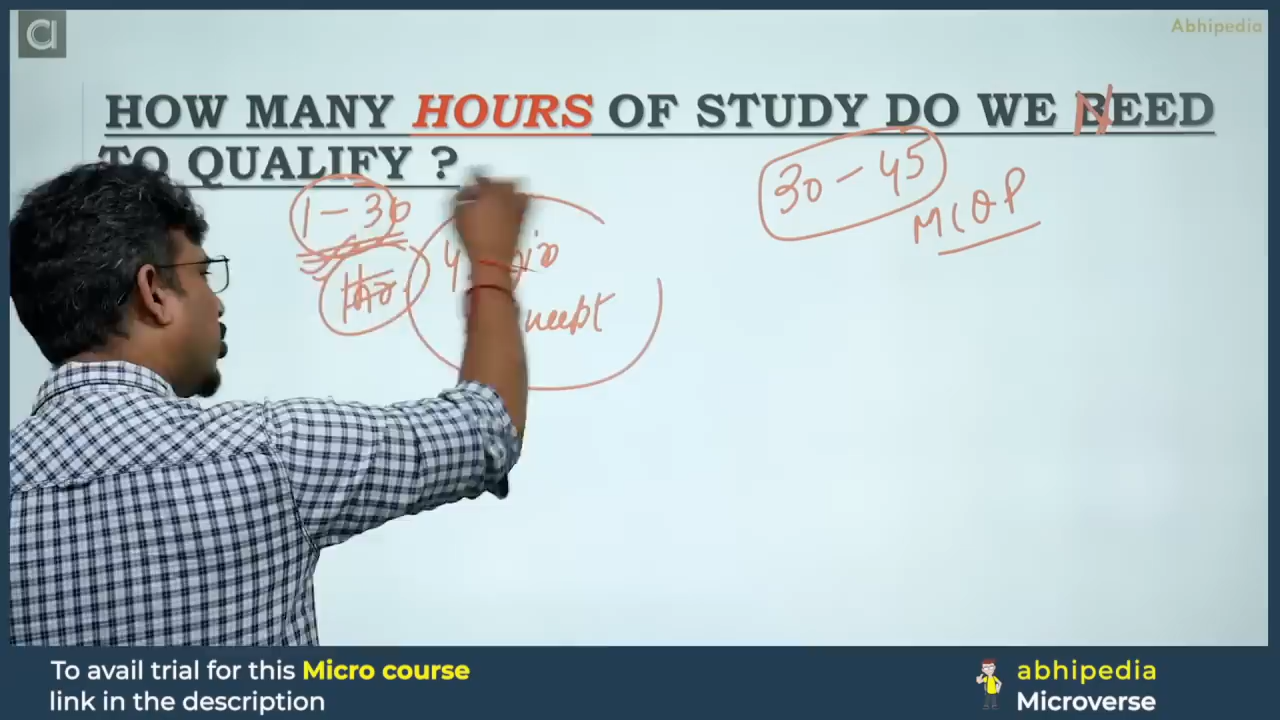 Abhipedia
HOW MANY HOURS OF STUDY DO WE NEED
TO QUALIFY ?
1 - 30
30 - 45
MCQP
To avail trial for this Micro course
link in the description
abhipedia
Microverse